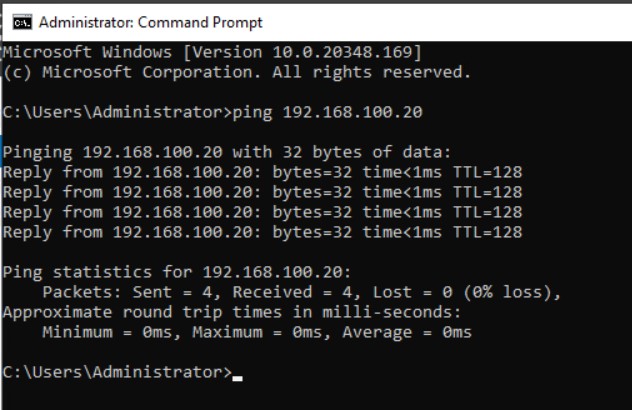 Administrator: Command Prompt
Microsoft Windows [Version 10.0.20348.169]
(c) Microsoft Corporation. All rights reserved.
C:\Users\Administrator>ping 192.168.100.20
Pinging 192.168.100.20 with 32 bytes of data:
Reply from 192.168.100.20: bytes=32 time<1ms TTL=128
Reply from 192.168.100.20: bytes=32 time<1ms TTL=128
Reply from 192.168.100.20: bytes=32 time<1ms TTL=128
Reply from 192.168.100.20: bytes=32 time<1ms TTL=128
Ping statistics for 192.168.100.20:
    Packets: Sent = 4, Received = 4, Lost = 0 (0% loss),
Approximate round trip times in milli-seconds:
    Minimum = 0ms, Maximum = 0ms, Average = 0ms
C:\Users\Administrator>